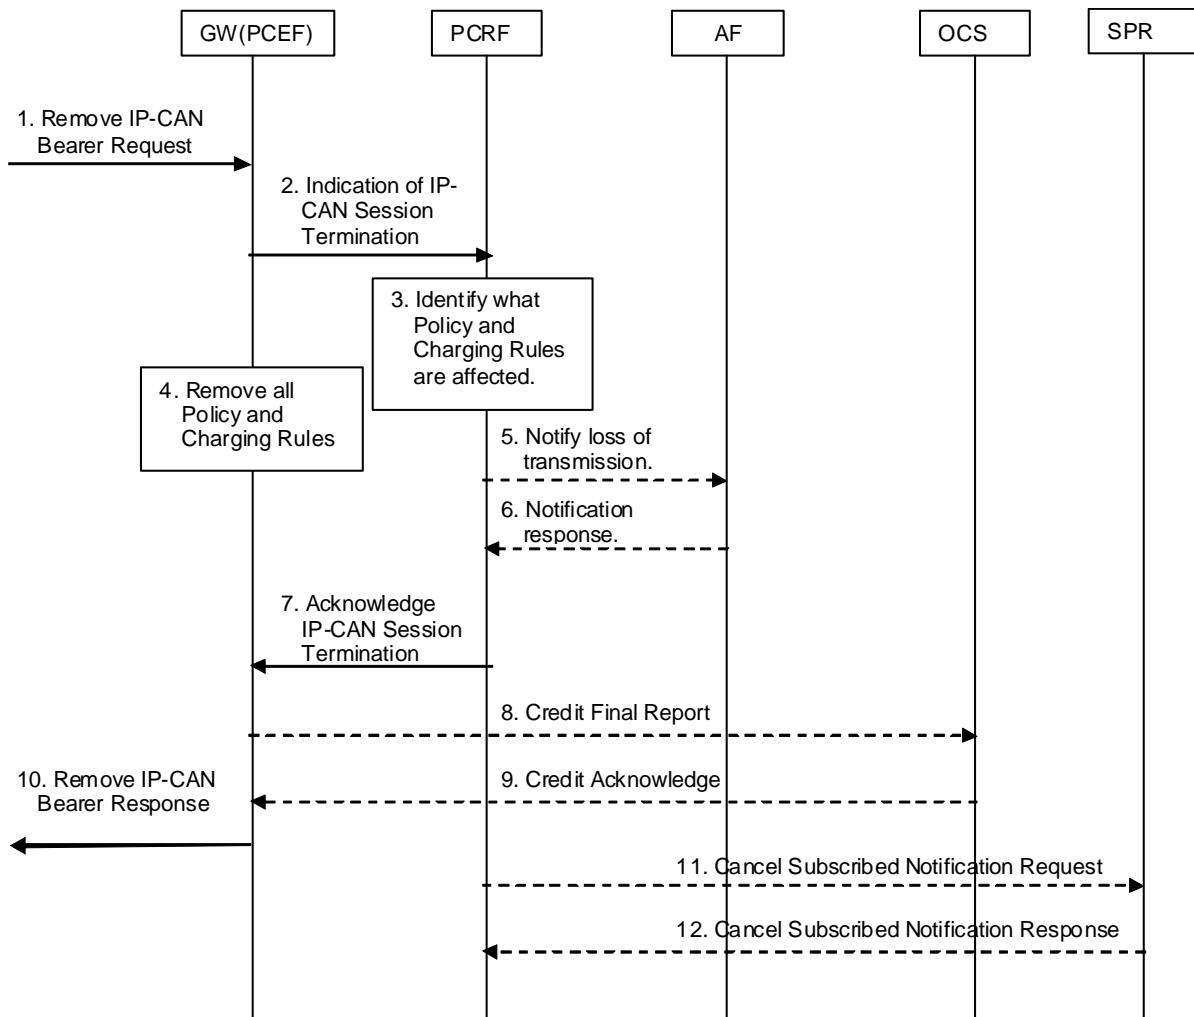 GW(PCEF)
PCRF
AF
OCS
SPR
1. Remove IP-CAN
Bearer Request
2. Indication of IP-
CAN Session
Termination
3. Identify what
Policy and
Charging Rules
are affected.
4. Remove all
Policy and
Charging Rules
5. Notify loss of
transmission.
6. Notification
response.
7. Acknowledge
IP-CAN Session
Termination
8. Credit Final Report
9. Credit Acknowledge
10. Remove IP-CAN
Bearer Response
11. Cancel Subscribed Notification Request
12. Cancel Subscribed Notification Response